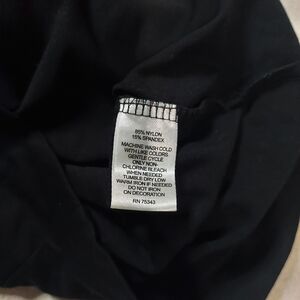 85% NYLON
15% SPANDEX
MACHINE WASH COLD
WITH LIKE COLORS
GENTLE CYCLE
ONLY NON-
CHLORINE BLEACH
WHEN NEEDED
TUMBLE DRY LOW
WARM IRON IF NEEDED
DO NOT IRON
ON DECORATION
RN 75343